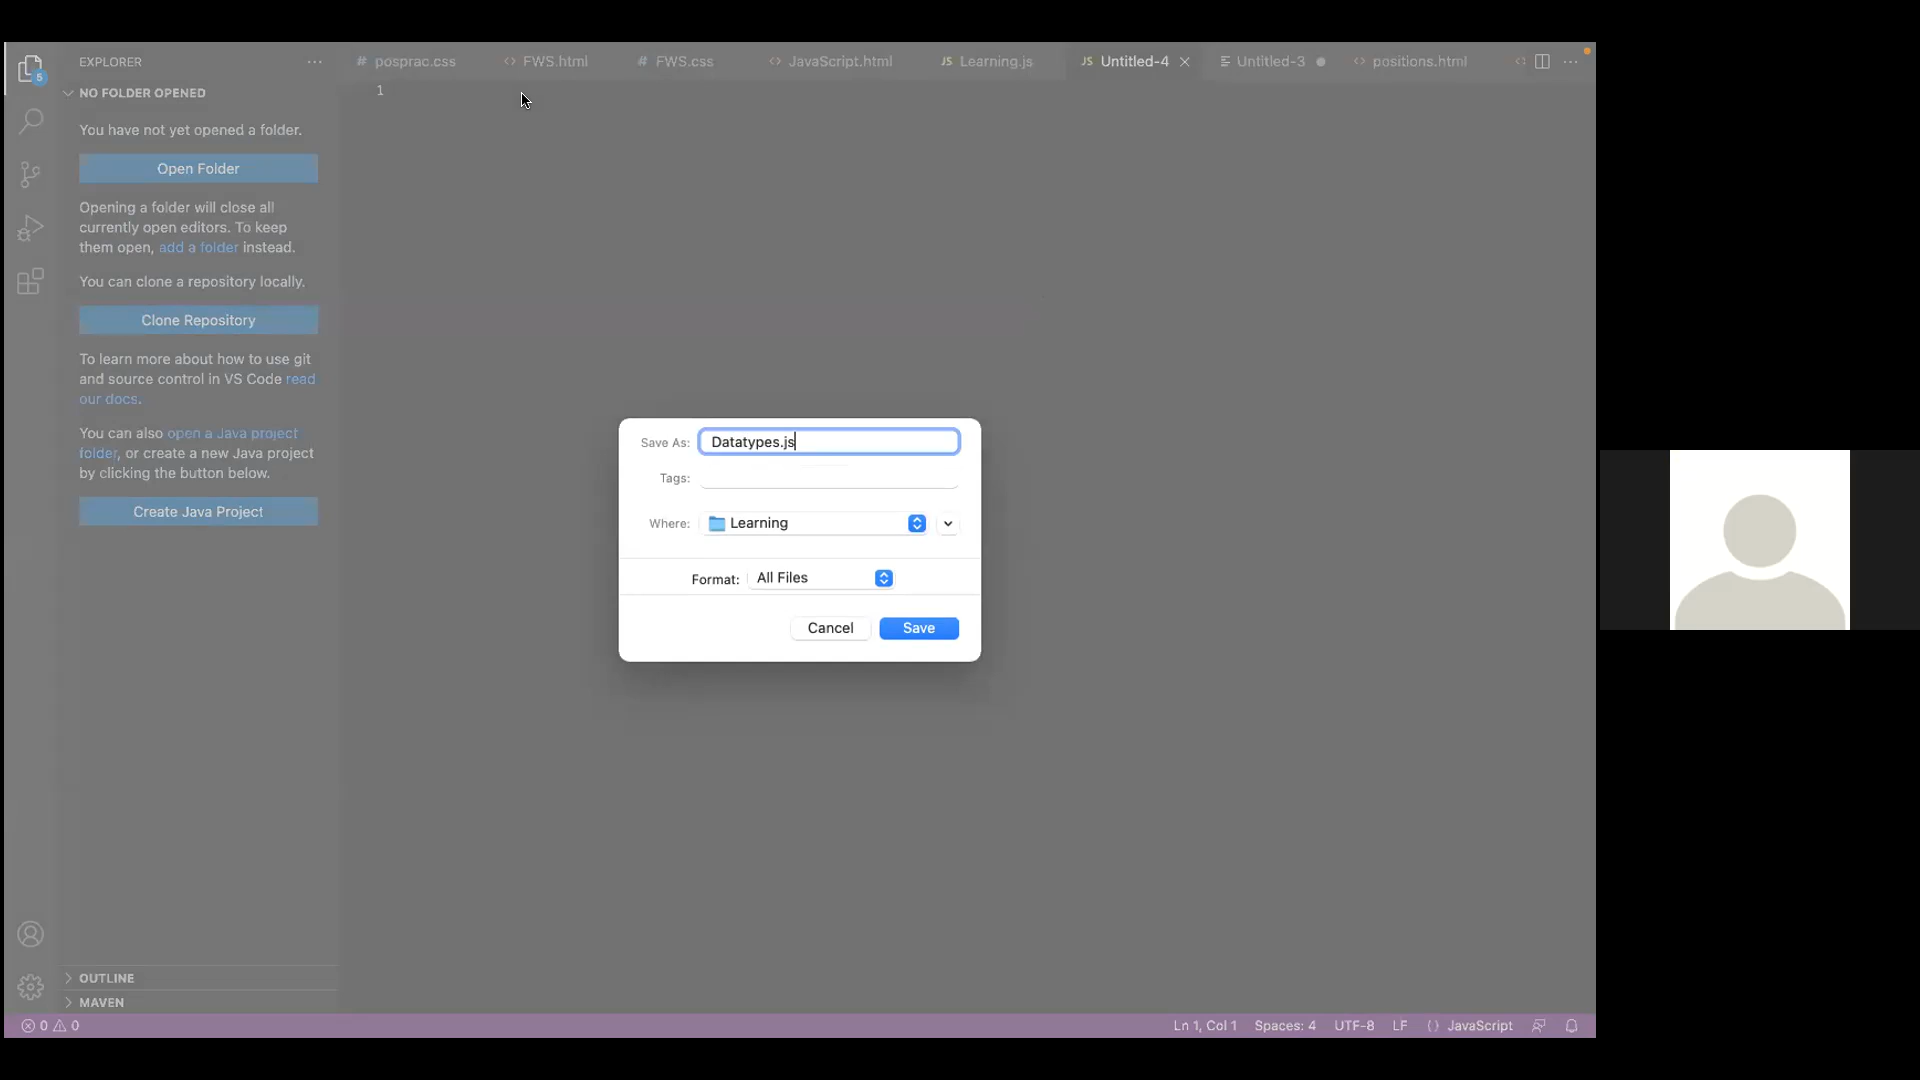 EXPLORER
# posprac.css
<> FWS.html
# FWS.css
<> JavaScript.html
JS Learning.js
JS Untitled-4
Untitled-3
<> positions.html
5
NO FOLDER OPENED
1
You have not yet opened a folder.
Open Folder
Opening a folder will close all
currently open editors. To keep
them open, add a folder instead.
You can clone a repository locally.
Clone Repository
To learn more about how to use git
and source control in VS Code read
our docs.
You can also open a Java project
folder, or create a new Java project
by clicking the button below.
Create Java Project
Save As: Datatypes.js
Tags:
Where: Learning
Format: All Files
Cancel
Save
OUTLINE
MAVEN
0 0
Ln 1, Col 1
Spaces: 4
UTF-8
LF
JavaScript